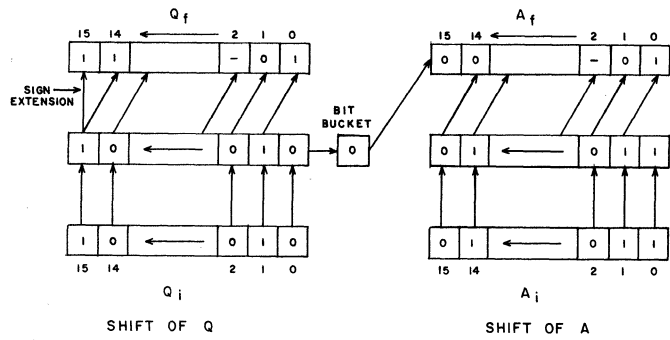 Q f A f
15 14 2 1 0 15 14 2 1 0
1 1 – 0 1 0 0 – 0 1
SIGN EXTENSION
BIT BUCKET
1 0 0 1 0 0 0 1 0 1 1
1 0 0 1 0 0 1 0 1 1
15 14 2 1 0 15 14 2 1 0
Q i A i
SHIFT OF Q SHIFT OF A